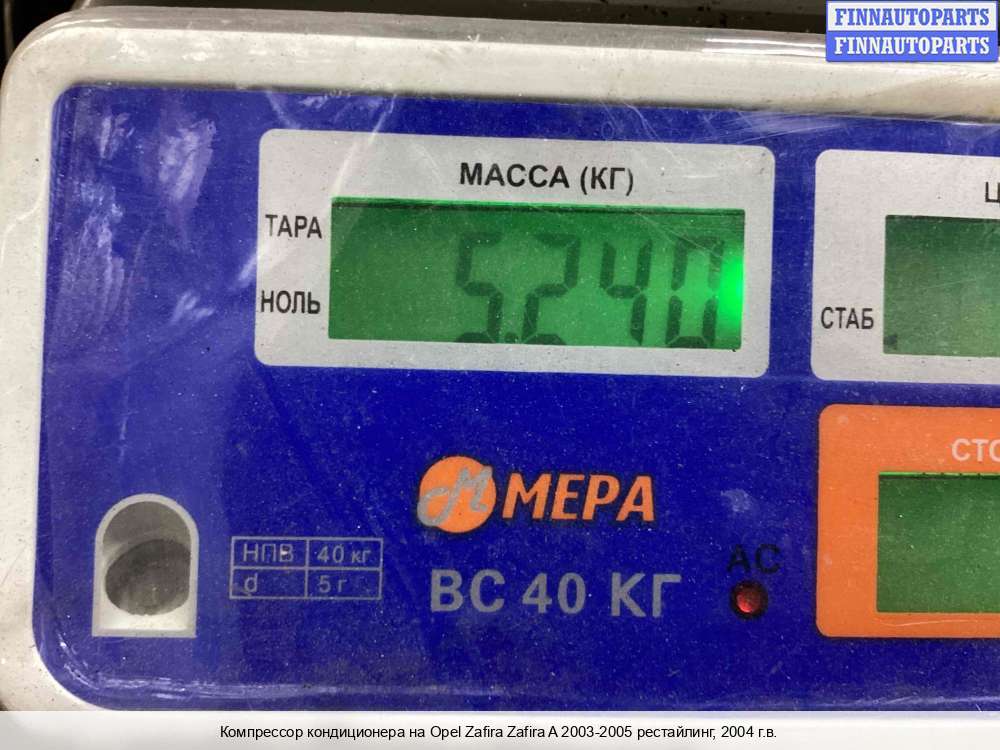 FINNAUTOPARTS
FINNAUTOPARTS
МАССА (КГ)
ТАРА
5.240
НОЛЬ
СТАБ
МЕРА
НПВ 40 кг
d 5 г
ВС 40 КГ
AC
Компрессор кондиционера на Opel Zafira Zafira A 2003-2005 рестайлинг, 2004 г.в.